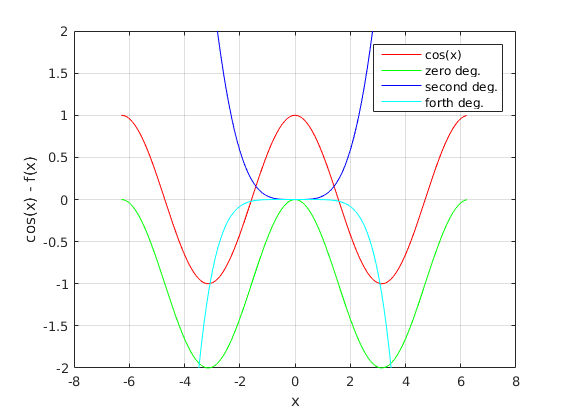 2
1.5
1
0.5
0
-0.5
-1
-1.5
-2
cos(x) - f(x)
cos(x)
zero deg.
second deg.
forth deg.
-8 -6 -4 -2 0 2 4 6 8
x